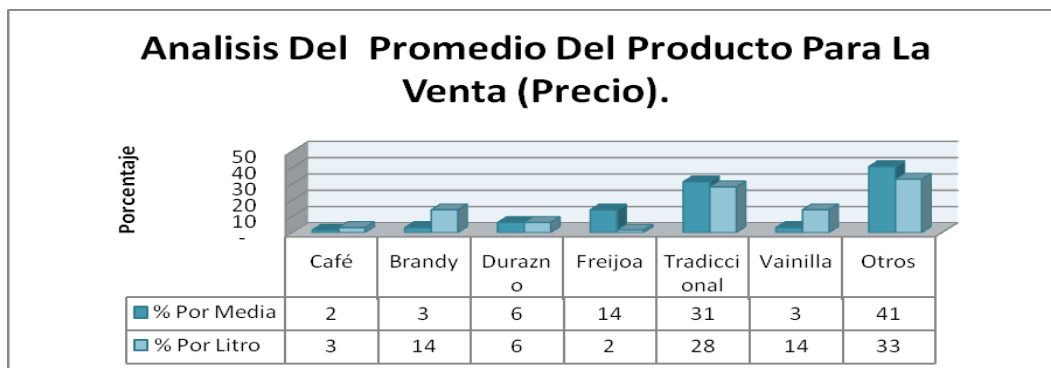 Analisis Del  Promedio Del Producto Para La
Venta (Precio).
Porcentaje
50
40
30
20
10
-
Café Brandy Durazn Freijoa Tradicci Vainilla Otros
o onal
% Por Media 2 3 6 14 31 3 41
% Por Litro 3 14 6 2 28 14 33